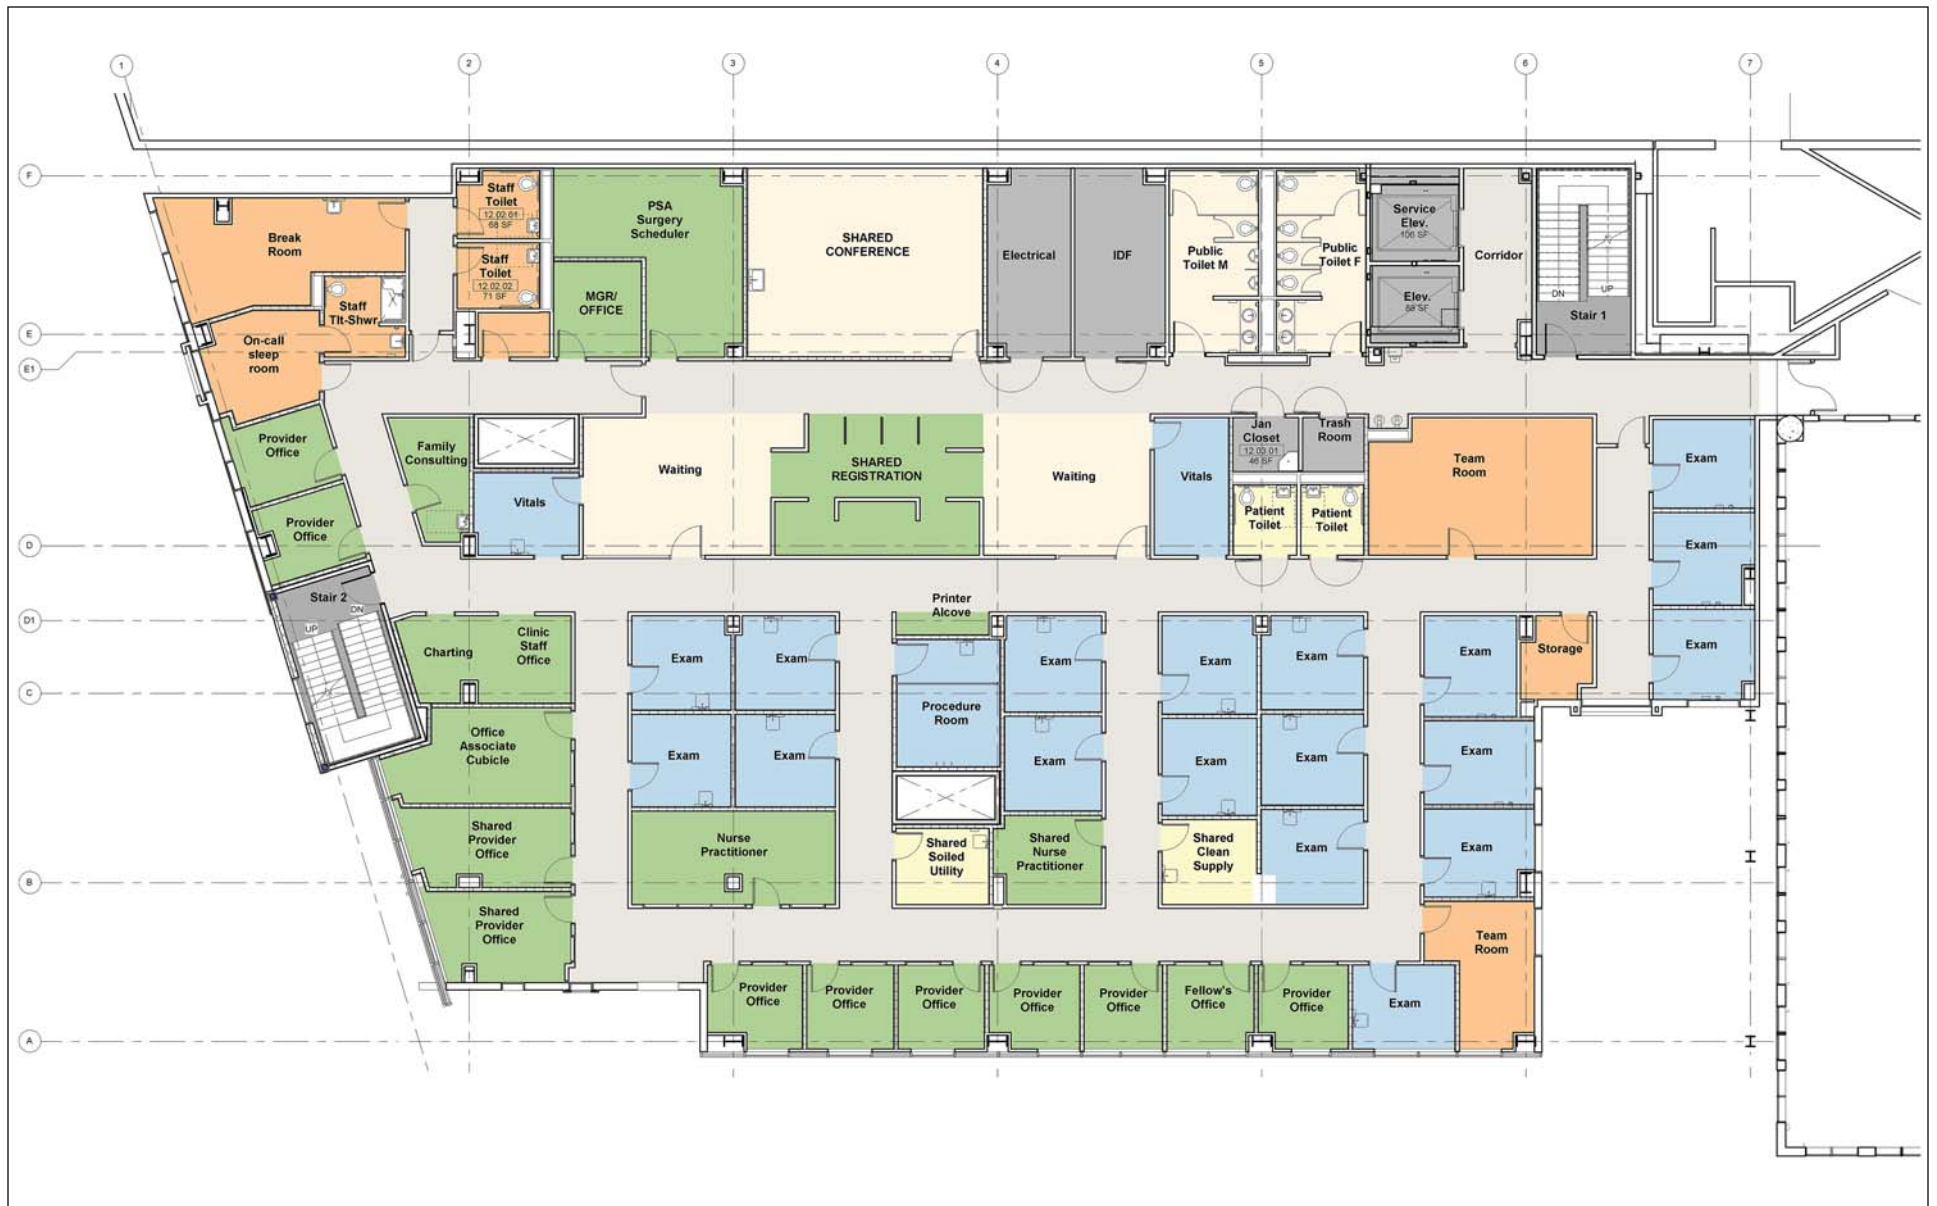 1
2
3
4
5
6
7
F
Staff
Toilet
12.02.01
68 SF
PSA
Surgery
Scheduler
Break
Room
SHARED
CONFERENCE
Electrical
IDF
Public
Toilet M
Public
Toilet F
Service
Elev.
106 SF
Corridor
Staff
Toilet
12.02.02
71 SF
MGR/
OFFICE
Elev.
DN
UP
Stair 1
Staff
Tlt-Shwr
E
On-call
sleep
room
E1
Provider
Office
Family
Consulting
Waiting
SHARED
REGISTRATION
Waiting
Vitals
Jan
Closet
12.03.01
46 SF
Trash
Room
Team
Room
Exam
Vitals
Provider
Office
Patient
Toilet
Patient
Toilet
D
Exam
Stair 2
DN
UP
Printer
Alcove
D1
Charting
Clinic
Staff
Office
Exam
Exam
Exam
Exam
Exam
Exam
Storage
Exam
C
Procedure
Room
Office
Associate
Cubicle
Exam
Exam
Exam
Exam
Exam
Exam
Shared
Provider
Office
Nurse
Practitioner
Shared
Soiled
Utility
Shared
Nurse
Practitioner
Shared
Clean
Supply
Exam
Exam
B
Shared
Provider
Office
Team
Room
Provider
Office
Provider
Office
Provider
Office
Provider
Office
Provider
Office
Fellow's
Office
Provider
Office
Exam
A